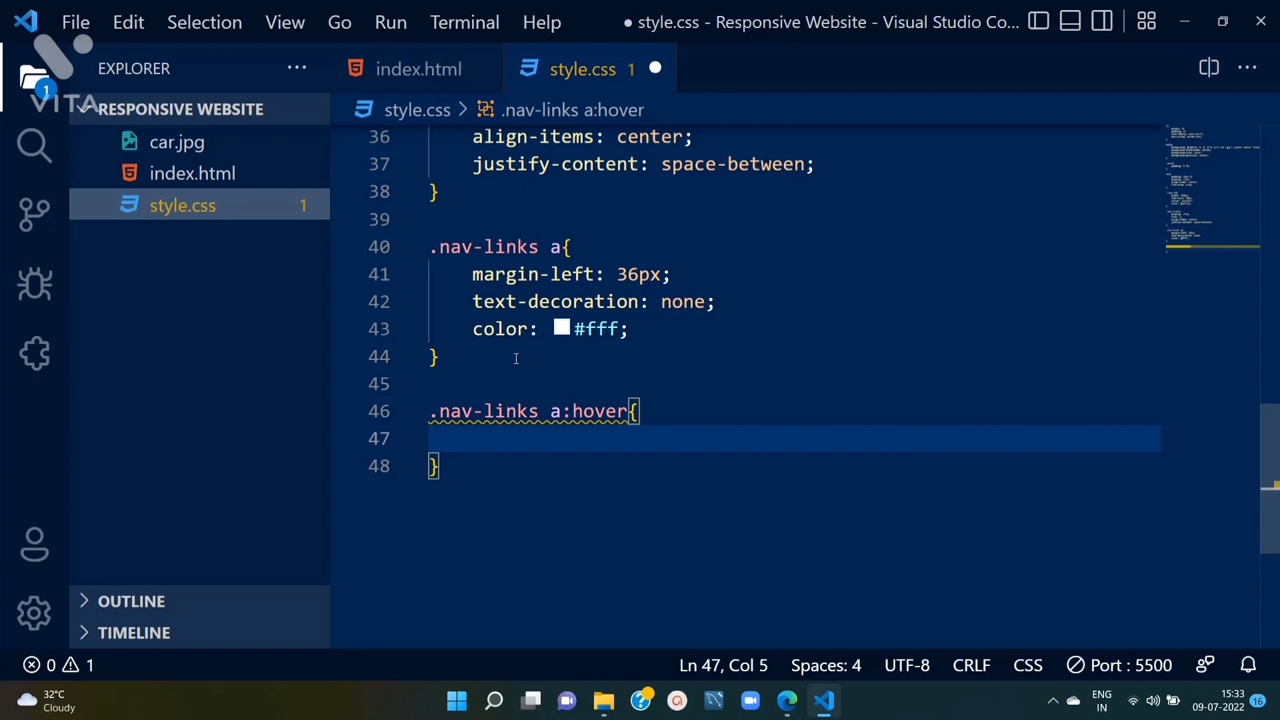 File Edit Selection View Go Run Terminal Help
● style.css - Responsive Website - Visual Studio Co...
VITA
EXPLORER
index.html
style.css 1
RESPONSIVE WEBSITE
style.css > .nav-links a:hover
car.jpg
index.html
style.css 1
1
36 align-items: center;
37 justify-content: space-between;
38 }
39
40 .nav-links a{
41 margin-left: 36px;
42 text-decoration: none;
43 color: #fff;
44 }
45
46 .nav-links a:hover{
47
48 }
OUTLINE
TIMELINE
0 1
Ln 47, Col 5 Spaces: 4 UTF-8 CRLF CSS Port : 5500
32°C
Cloudy
ENG
IN
15:33
09-07-2022
16